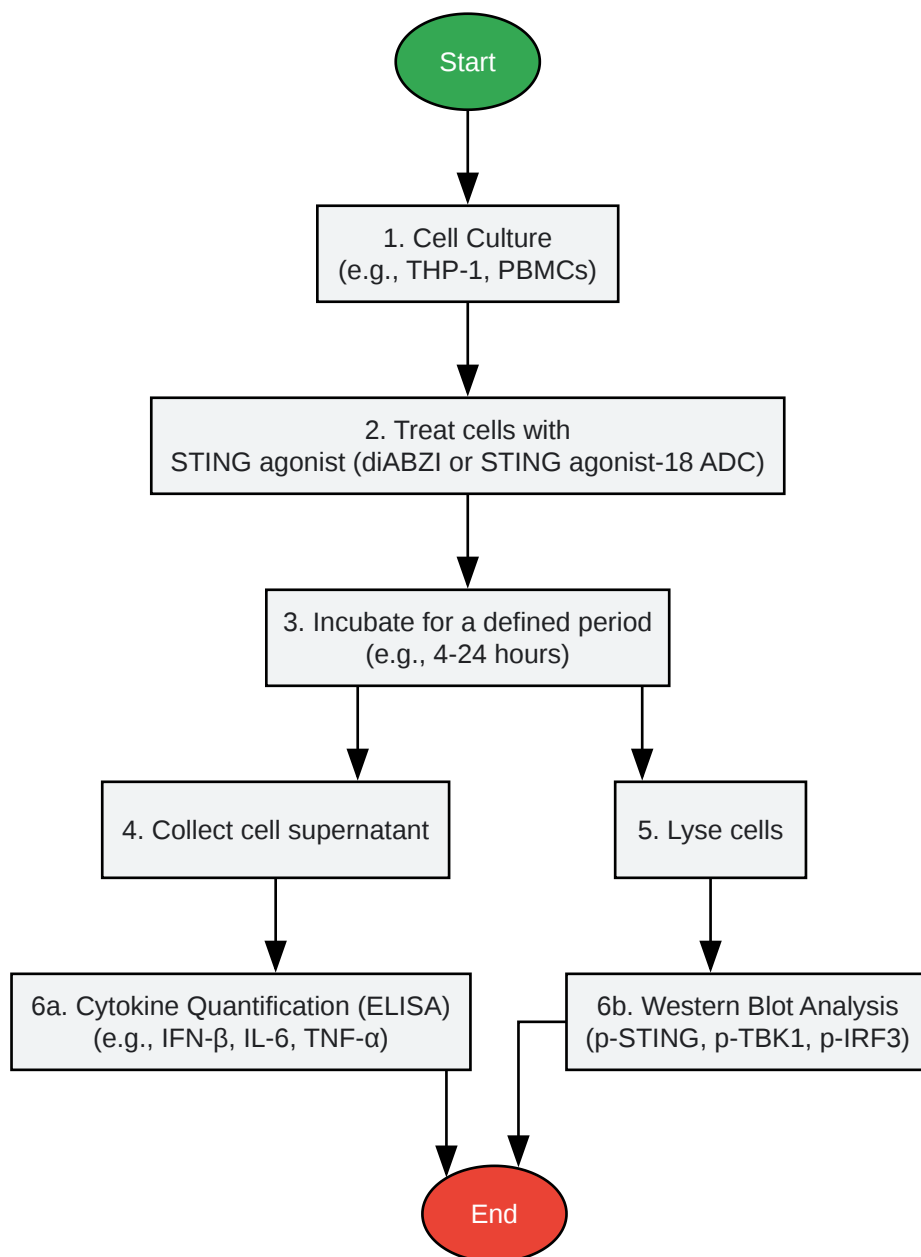 Start
1. Cell Culture
(e.g., THP-1, PBMCs)
2. Treat cells with
STING agonist (diABZI or STING agonist-18 ADC)
3. Incubate for a defined period
(e.g., 4-24 hours)
4. Collect cell supernatant
5. Lyse cells
6a. Cytokine Quantification (ELISA)
(e.g., IFN-β, IL-6, TNF-α)
6b. Western Blot Analysis
(p-STING, p-TBK1, p-IRF3)
End